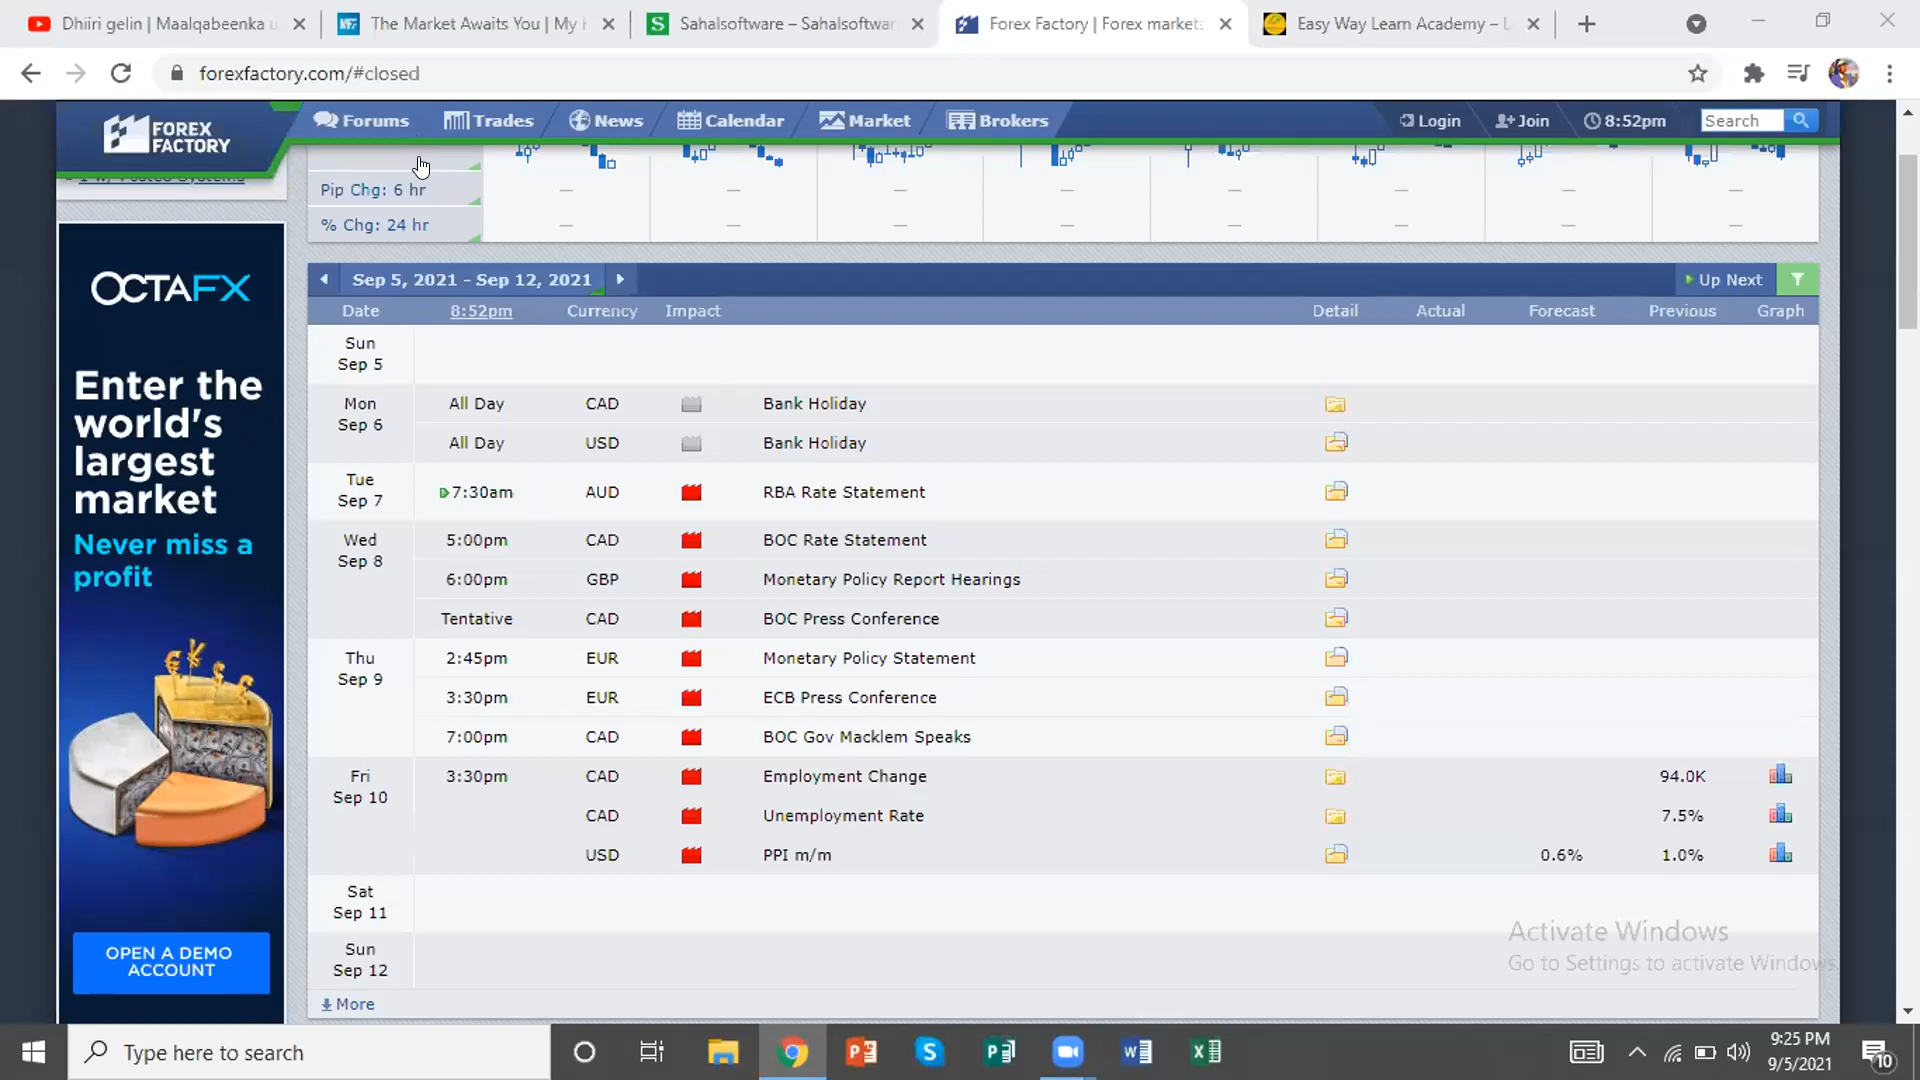 Dhiiri gelin | Maalqabeenka u
The Market Awaits You | My
Sahalsoftware – Sahalsoftwar
Forex Factory | Forex markets
Easy Way Learn Academy – L
forexfactory.com/#closed
FOREX FACTORY
Forums Trades News Calendar Market Brokers Login Join 8:52pm Search
Pip Chg: 6 hr — — — — — — — —
% Chg: 24 hr — — — — — — — —
OCTAFX
Enter the
world's
largest
market
Never miss a
profit
OPEN A DEMO
ACCOUNT
Sep 5, 2021 - Sep 12, 2021 Up Next
Date 8:52pm Currency Impact Detail Actual Forecast Previous Graph
Sun
Sep 5
Mon
Sep 6
All Day CAD Bank Holiday
All Day USD Bank Holiday
Tue
Sep 7
7:30am AUD RBA Rate Statement
Wed
Sep 8
5:00pm CAD BOC Rate Statement
6:00pm GBP Monetary Policy Report Hearings
Tentative CAD BOC Press Conference
Thu
Sep 9
2:45pm EUR Monetary Policy Statement
3:30pm EUR ECB Press Conference
7:00pm CAD BOC Gov Macklem Speaks
Fri
Sep 10
3:30pm CAD Employment Change 94.0K
CAD Unemployment Rate 7.5%
USD PPI m/m 0.6% 1.0%
Sat
Sep 11
Sun
Sep 12
More
Activate Windows
Go to Settings to activate Windows.
Type here to search
9:25 PM
9/5/2021
10